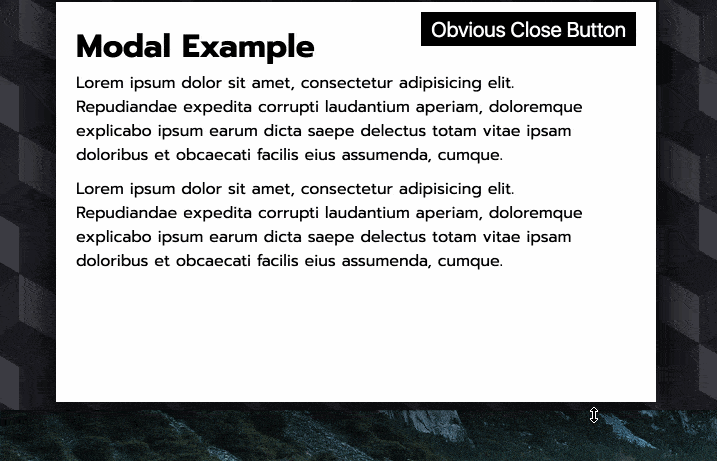 Obvious Close Button
Modal Example
Lorem ipsum dolor sit amet, consectetur adipisicing elit.
Repudiandae expedita corrupti laudantium aperiam, doloremque
explicabo ipsum earum dicta saepe delectus totam vitae ipsam
doloribus et obcaecati facilis eius assumenda, cumque.
Lorem ipsum dolor sit amet, consectetur adipisicing elit.
Repudiandae expedita corrupti laudantium aperiam, doloremque
explicabo ipsum earum dicta saepe delectus totam vitae ipsam
doloribus et obcaecati facilis eius assumenda, cumque.